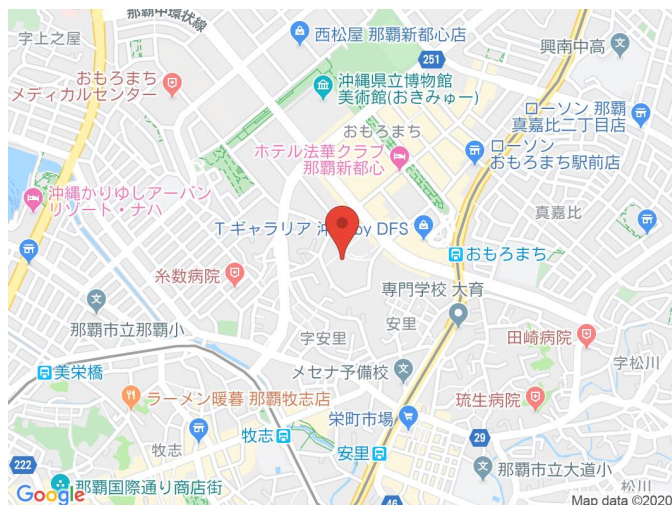 那覇中環状線
字上之屋
西松屋 那覇新都心店
興南中高
251
おもろまち
メディカルセンター
沖縄県立博物館
美術館(おきみゅー)
ローソン 那覇
真嘉比二丁目店
おもろまち
ホテル法華クラブ
那覇新都心
ローソン
おもろまち駅前店
沖縄かりゆしアーバン
リゾート・ナハ
真嘉比
T ギャラリア 沖
by DFS
おもろまち
糸数病院
専門学校 大育
那覇市立那覇小
字安里
安里
田崎病院
字松川
美栄橋
メセナ予備校
ラーメン暖暮 那覇牧志店
琉生病院
栄町市場
牧志
牧志
安里
29
222
那覇市立大道小
那覇国際通り商店街
松川
46
Google
Map data ©2020